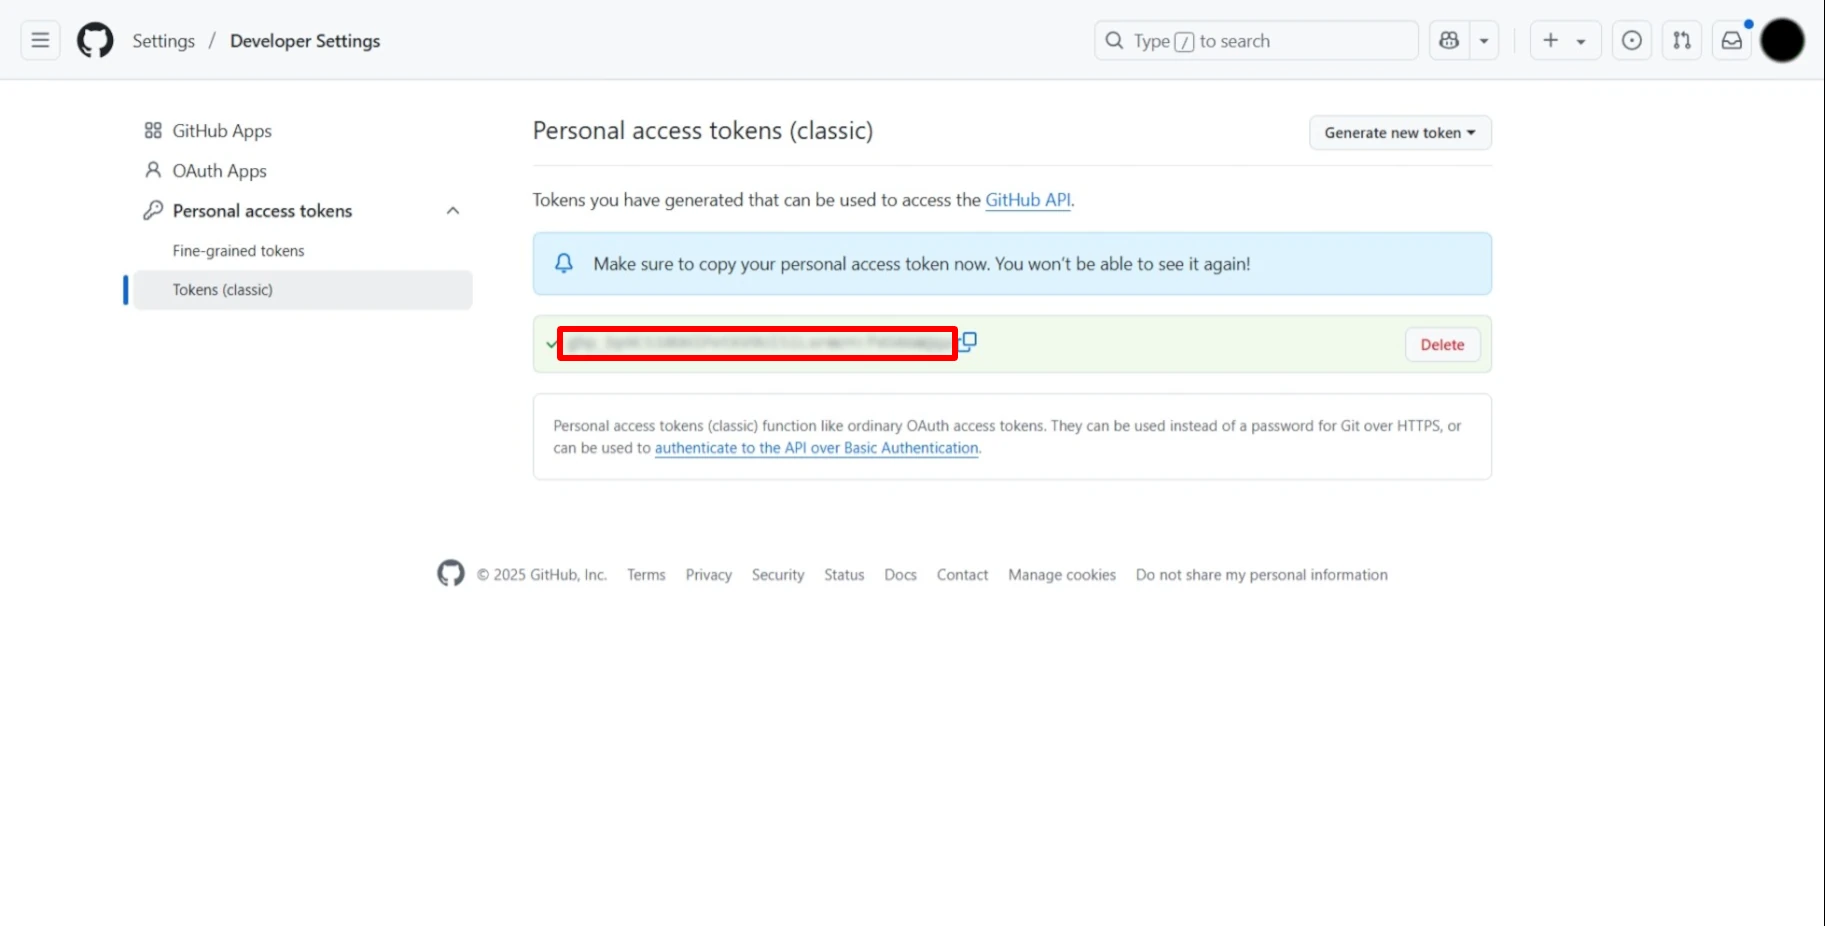 Settings / Developer Settings
Type / to search
GitHub Apps
OAuth Apps
Personal access tokens
Fine-grained tokens
Tokens (classic)
Personal access tokens (classic)
Generate new token
Tokens you have generated that can be used to access the GitHub API.
Make sure to copy your personal access token now. You won't be able to see it again!
Delete
Personal access tokens (classic) function like ordinary OAuth access tokens. They can be used instead of a password for Git over HTTPS, or
can be used to authenticate to the API over Basic Authentication.
© 2025 GitHub, Inc. Terms Privacy Security Status Docs Contact Manage cookies Do not share my personal information